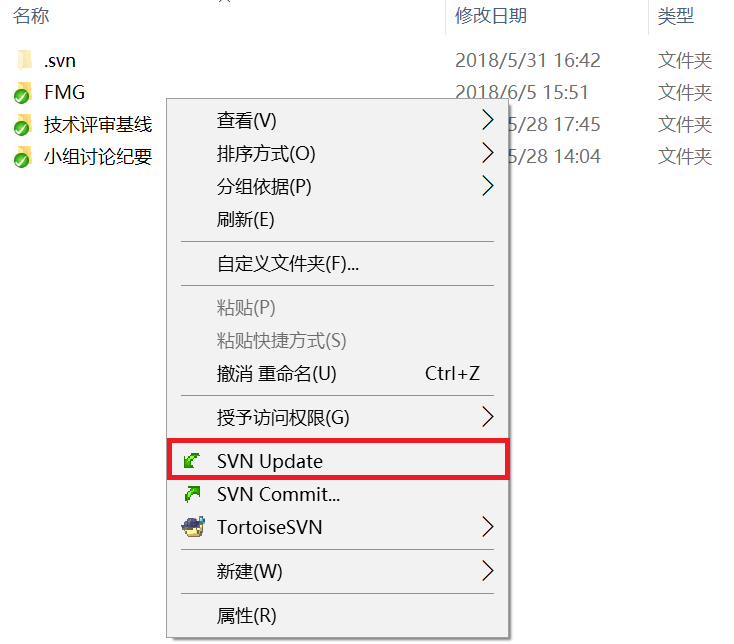 名称 修改日期 类型
.svn 2018/5/31 16:42 文件夹
FMG 2018/6/5 15:51 文件夹
技术评审基线 5/28 17:45 文件夹
小组讨论纪要 5/28 14:04 文件夹
查看(V)
排序方式(O)
分组依据(P)
刷新(E)
自定义文件夹(F)...
粘贴(P)
粘贴快捷方式(S)
撤消 重命名(U) Ctrl+Z
授予访问权限(G)
SVN Update
SVN Commit...
TortoiseSVN
新建(W)
属性(R)